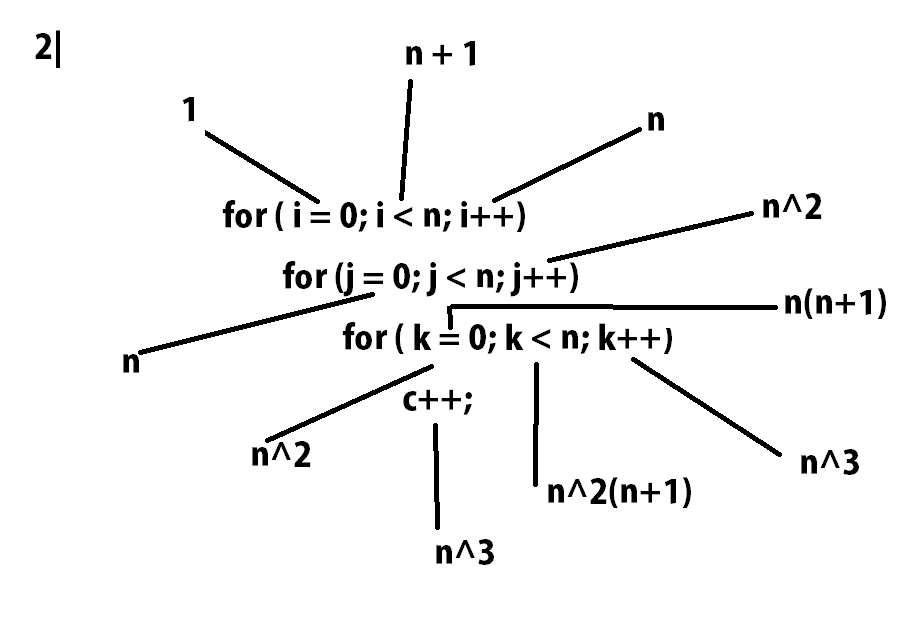 2|
n + 1
1
n
for ( i = 0; i < n; i++)
n^2
for (j = 0; j < n; j++)
n(n+1)
for ( k = 0; k < n; k++)
n
c++;
n^2
n^3
n^2(n+1)
n^3